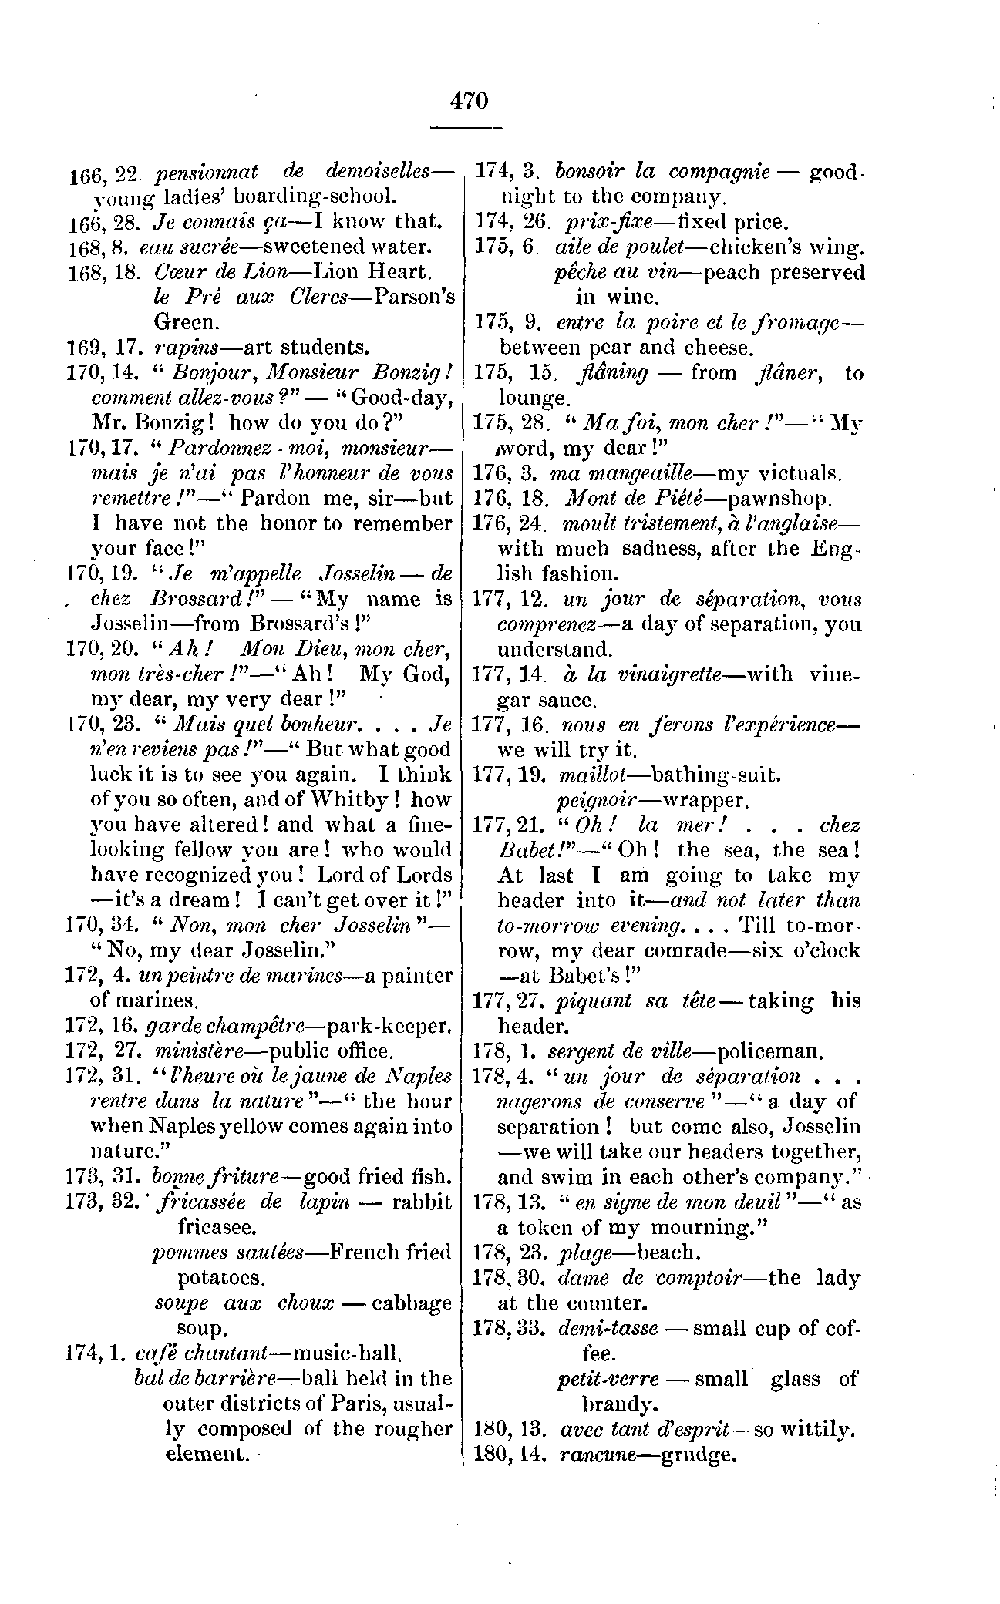 470
166, 22. pensionnat de demoiselles—
young ladies' boarding-school.
166, 28. Je connais ça—I know that.
168, 8. eau sucrée—sweetened water.
168, 18. Cœur de Lion—Lion Heart.
le Pré aux Clercs—Parson's
Green.
169, 17. rapins—art students.
170, 14. "Bonjour, Monsieur Bonzig!
comment allez-vous?"—"Good-day,
Mr. Bonzig! how do you do?"
170, 17. "Pardonnez-moi, monsieur—
mais je n'ai pas l'honneur de vous
remettre!"—"Pardon me, sir—but
I have not the honor to remember
your face!"
170, 19. "Je m'appelle Josselin—de
chez Brossard!"—"My name is
Josselin—from Brossard's!"
170, 20. "Ah! Mon Dieu, mon cher,
mon très-cher!"—"Ah! My God,
my dear, my very dear!"
170, 23. "Mais quel bonheur. . . . Je
n'en reviens pas!"—"But what good
luck it is to see you again. I think
of you so often, and of Whitby! how
you have altered! and what a fine-
looking fellow you are! who would
have recognized you! Lord of Lords
—it's a dream! I can't get over it!"
170, 34. "Non, mon cher Josselin"—
"No, my dear Josselin."
172, 4. un peintre de marines—a painter
of marines.
172, 16. garde champêtre—park-keeper.
172, 27. ministère—public office.
172, 31. "l'heure où le jaune de Naples
rentre dans la nature"—"the hour
when Naples yellow comes again into
nature."
173, 31. bonne friture—good fried fish.
173, 32. fricassée de lapin — rabbit
fricasee.
pommes sautées—French fried
potatoes.
soupe aux choux — cabbage
soup.
174, 1. café chantant—music-hall.
bal de barrière—ball held in the
outer districts of Paris, usual-
ly composed of the rougher
element.
174, 3. bonsoir la compagnie — good-
night to the company.
174, 26. prix-fixe—fixed price.
175, 6. aile de poulet—chicken's wing.
pêche au vin—peach preserved
in wine.
175, 9. entre la poire et le fromage—
between pear and cheese.
175, 15. flâning — from flâner, to
lounge.
175, 28. "Ma foi, mon cher!"—"My
word, my dear!"
176, 3. ma mangeaille—my victuals.
176, 18. Mont de Piété—pawnshop.
176, 24. moult tristement, à l'anglaise—
with much sadness, after the Eng-
lish fashion.
177, 12. un jour de séparation, vous
comprenez—a day of separation, you
understand.
177, 14. à la vinaigrette—with vine-
gar sauce.
177, 16. nous en ferons l'expérience—
we will try it.
177, 19. maillot—bathing-suit.
peignoir—wrapper.
177, 21. "Oh! la mer! . . . chez
Babet!"—"Oh! the sea, the sea!
At last I am going to take my
header into it—and not later than
to-morrow evening. . . . Till to-mor-
row, my dear comrade—six o'clock
—at Babet's!"
177, 27. piquant sa tête—taking his
header.
178, 1. sergent de ville—policeman.
178, 4. "un jour de séparation . . .
nagerons de conserve"—"a day of
separation! but come also, Josselin
—we will take our headers together,
and swim in each other's company."
178, 13. "en signe de mon deuil"—"as
a token of my mourning."
178, 23. plage—beach.
178, 30. dame de comptoir—the lady
at the counter.
178, 33. demi-tasse — small cup of cof-
fee.
petit-verre — small glass of
brandy.
180, 13. avec tant d'esprit—so wittily.
180, 14. rancune—grudge.